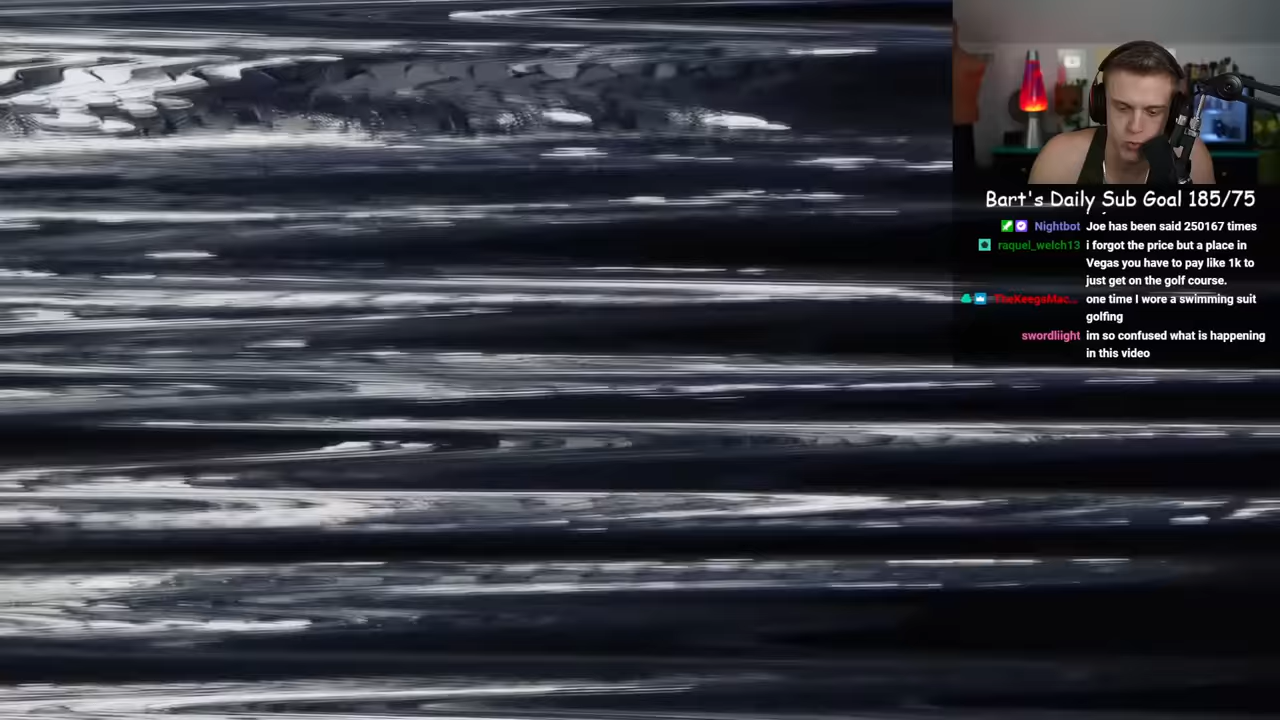 Bart's Daily Sub Goal 185/75
Nightbot Joe has been said 250167 times
raquel_welch13 i forgot the price but a place in
Vegas you have to pay like 1k to
just get on the golf course.
TheKeegsMac... one time I wore a swimming suit
golfing
swordliight im so confused what is happening
in this video